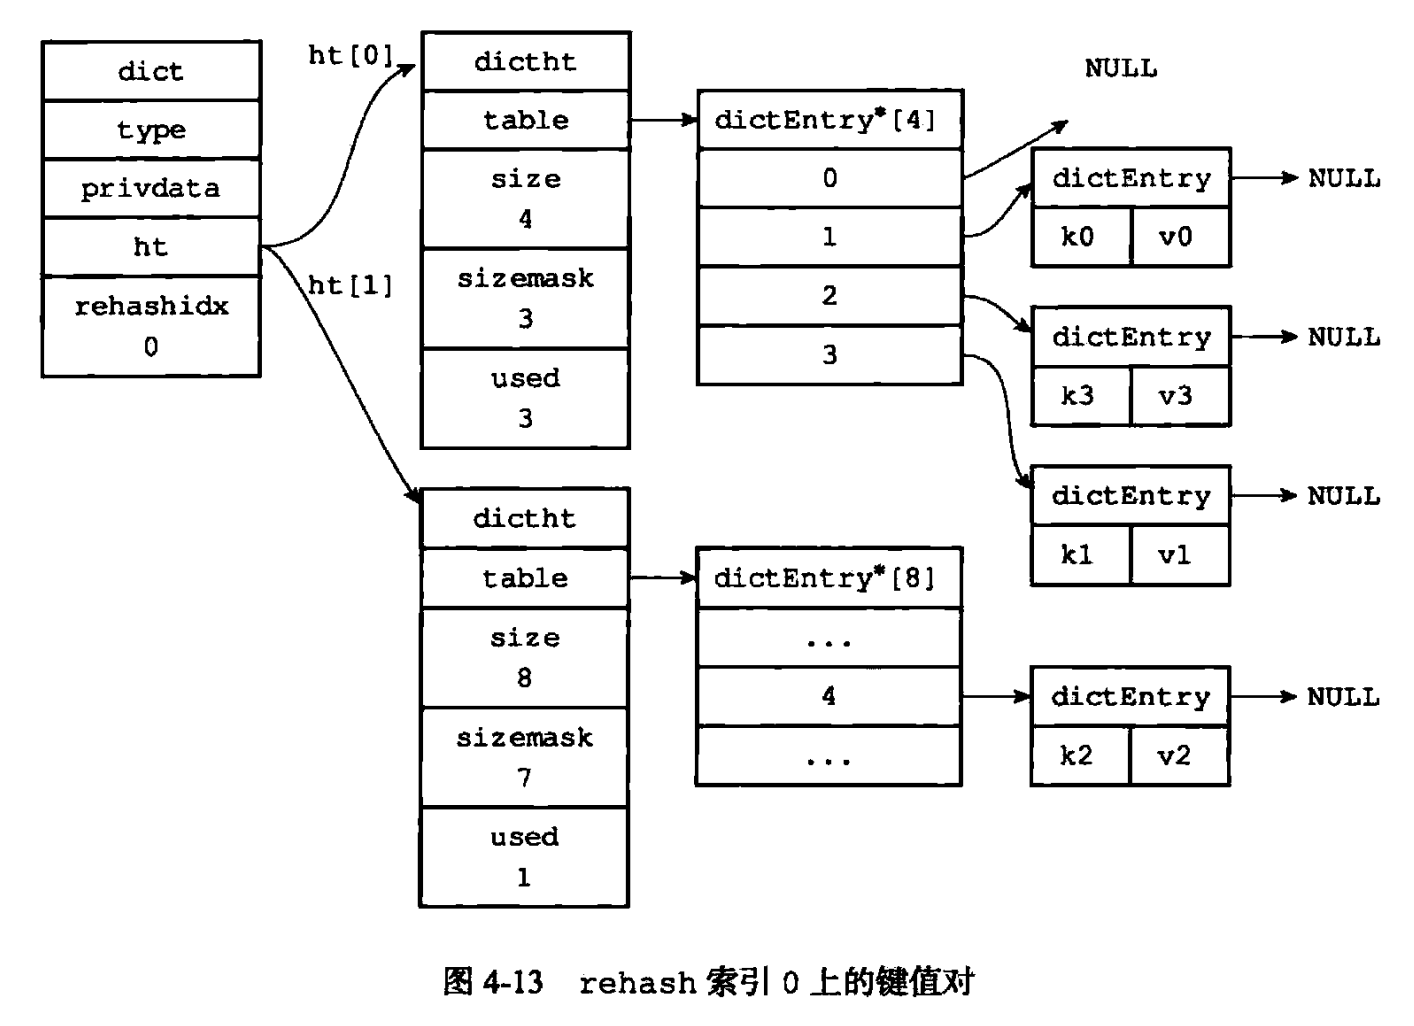 dict
type
privdata
ht
rehashidx
0
ht[0]
ht[1]
dictht
table
size
4
sizemask
3
used
3
dictEntry*[4]
0
1
2
3
NULL
dictEntry
k0 v0
NULL
dictEntry
k3 v3
NULL
dictEntry
k1 v1
NULL
dictht
table
size
8
sizemask
7
used
1
dictEntry*[8]
...
4
...
dictEntry
k2 v2
NULL
图 4-13 rehash 索引 0 上的键值对